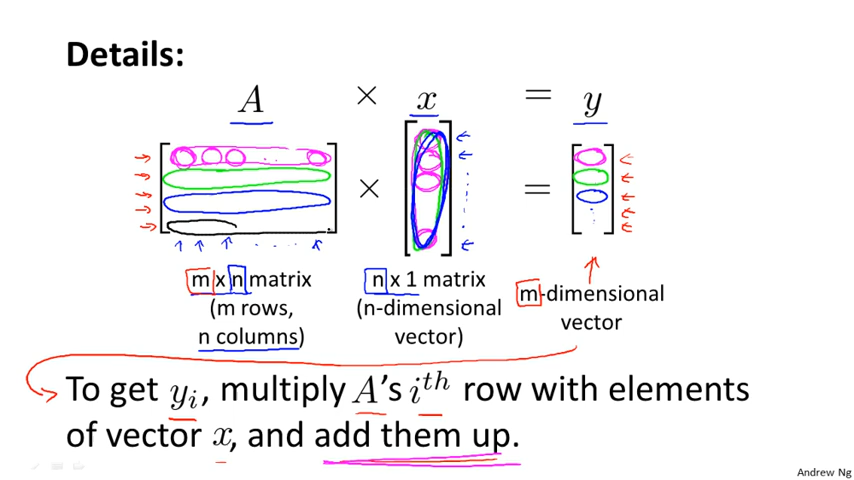 Details:
A × x = y
× =
m x n matrix
(m rows,
n columns)
n x 1 matrix
(n-dimensional
vector)
m-dimensional
vector
To get yᵢ, multiply A's iᵗʰ row with elements
of vector x, and add them up.
Andrew Ng